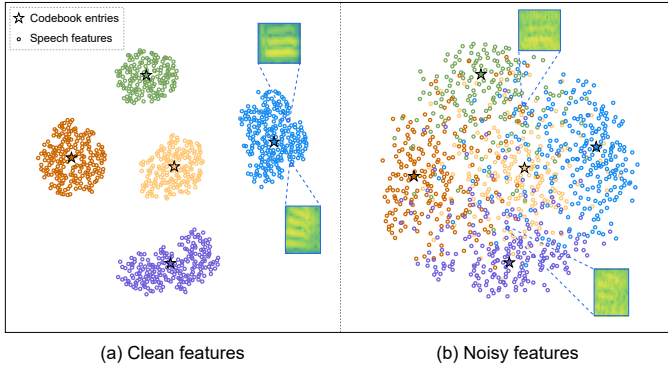 Codebook entries
Speech features
(a) Clean features
(b) Noisy features